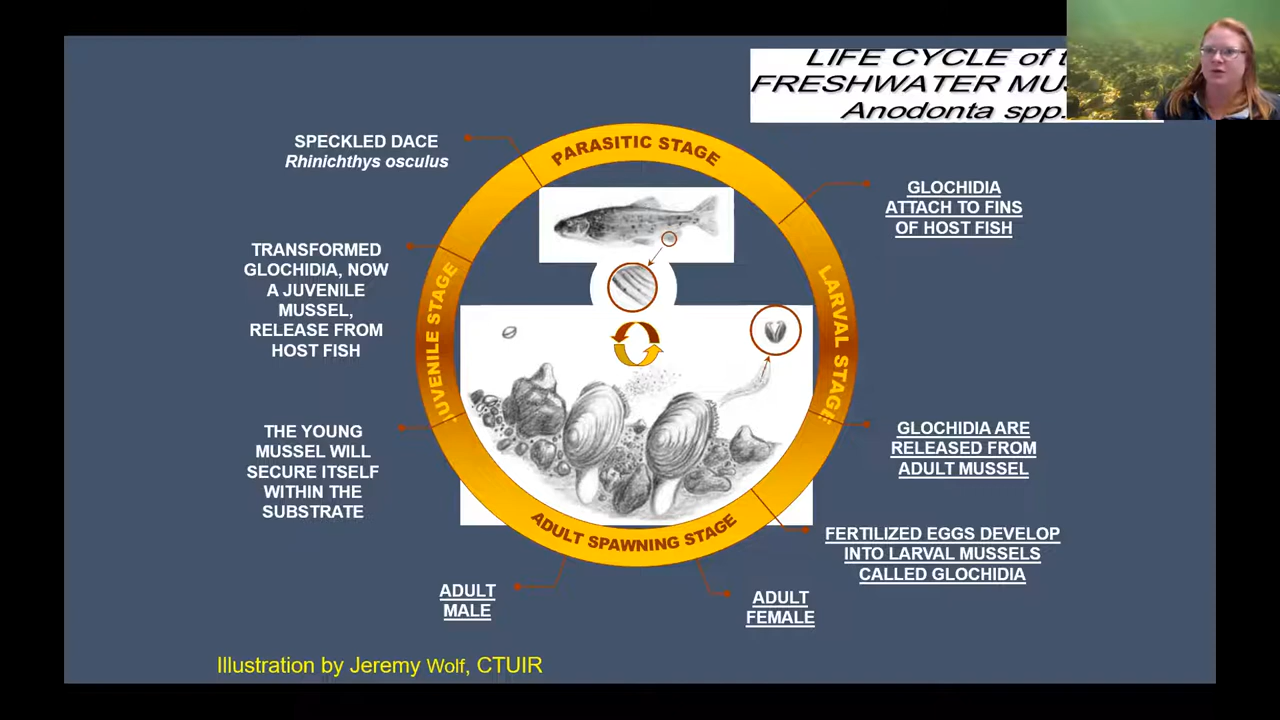 LIFE CYCLE of t
FRESHWATER MU
Anodonta spp.
SPECKLED DACE
Rhinichthys osculus
PARASITIC STAGE
GLOCHIDIA
ATTACH TO FINS
OF HOST FISH
TRANSFORMED
GLOCHIDIA, NOW
A JUVENILE
MUSSEL,
RELEASE FROM
HOST FISH
JUVENILE STAGE
LARVAL STAGE
THE YOUNG
MUSSEL WILL
SECURE ITSELF
WITHIN THE
SUBSTRATE
GLOCHIDIA ARE
RELEASED FROM
ADULT MUSSEL
ADULT SPAWNING STAGE
FERTILIZED EGGS DEVELOP
INTO LARVAL MUSSELS
CALLED GLOCHIDIA
ADULT
MALE
ADULT
FEMALE
Illustration by Jeremy Wolf, CTUIR